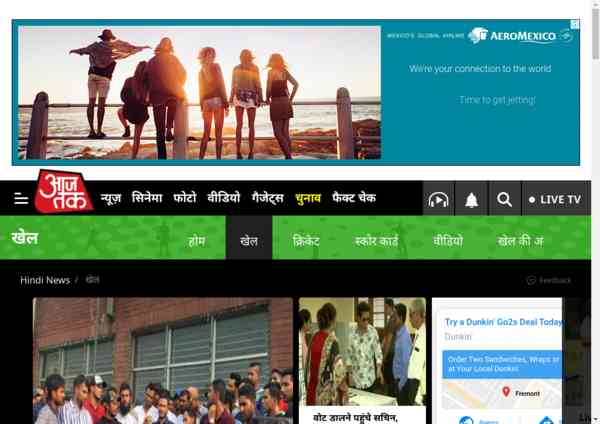 MEXICO'S GLOBAL AIRLINE AEROMEXICO
We're your connection to the world
Time to get jetting!
आज तक
न्यूज़ सिनेमा फोटो वीडियो गैजेट्स चुनाव फैक्ट चेक LIVE TV
खेल होम खेल क्रिकेट स्कोर कार्ड वीडियो खेल की अ
Hindi News / खेल Feedback
Try a Dunkin' Go2s Deal Today
Dunkin'
Order Two Sandwiches, Wraps or
at Your Local Dunkin'
Fremont
वोट डालने पहुंचे सचिन,